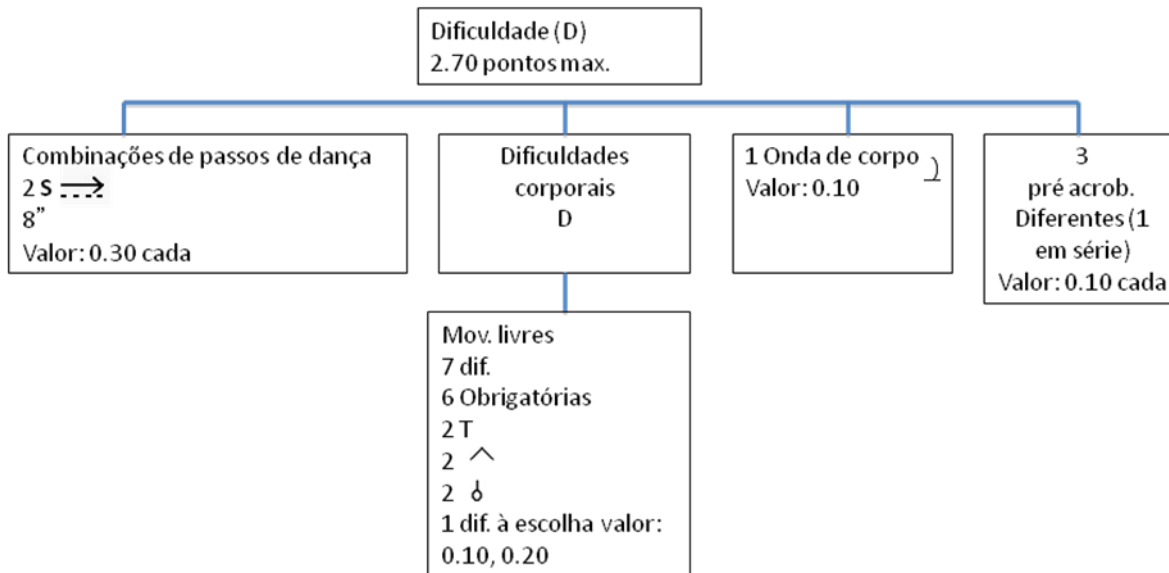 Dificuldade (D)
2.70 pontos max.
Combinações de passos de dança
2 S
8”
Valor: 0.30 cada
Dificuldades
corporais
D
1 Onda de corpo
Valor: 0.10
3
pré acrob.
Diferentes (1
em série)
Valor: 0.10 cada
Mov. livres
7 dif.
6 Obrigatórias
2 T
2
2
1 dif. à escolha valor:
0.10, 0.20